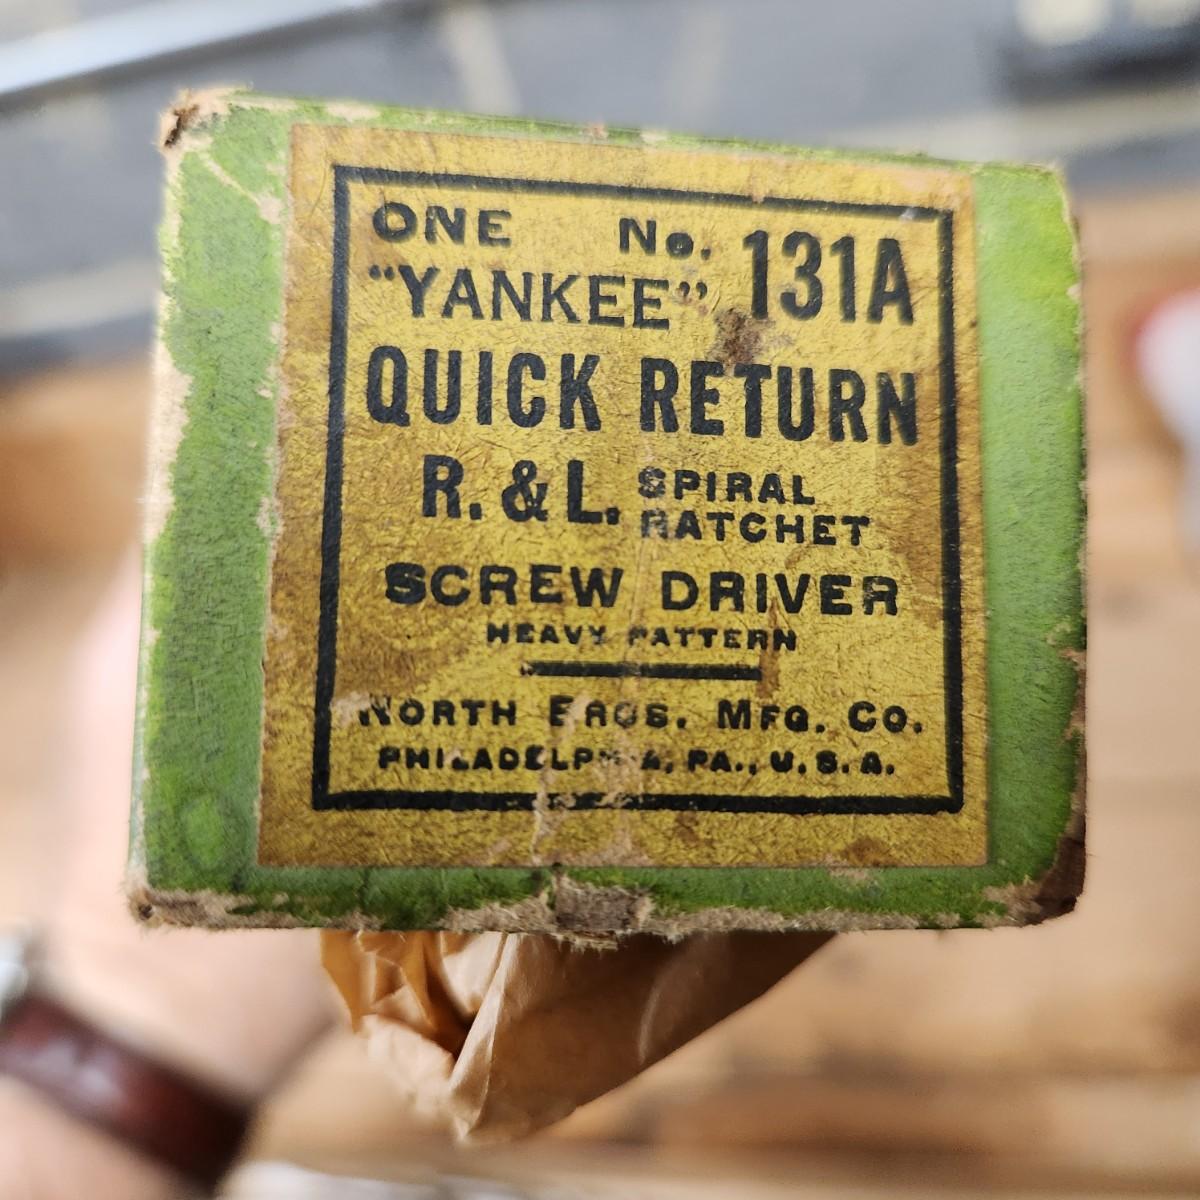 ONE No. 131A
"YANKEE"
QUICK RETURN
R. & L. SPIRAL RATCHET
SCREW DRIVER
HEAVY PATTERN
NORTH BROS. MFG. CO.
PHILADELPHIA, PA., U.S.A.